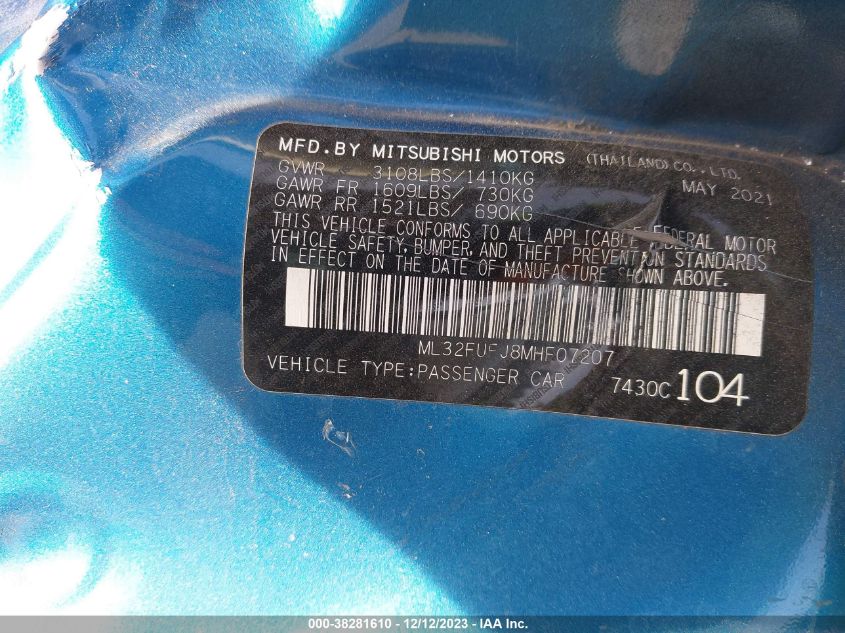 MFD.BY MITSUBISHI MOTORS (THAILAND) CO.,LTD.
GVWR 3108LBS/1410KG MAY 2021
GAWR FR 1609LBS/ 730KG
GAWR RR 1521LBS/ 690KG
THIS VEHICLE CONFORMS TO ALL APPLICABLE FEDERAL MOTOR
VEHICLE SAFETY, BUMPER, AND THEFT PREVENTION STANDARDS
IN EFFECT ON THE DATE OF MANUFACTURE SHOWN ABOVE.
VEHICLE TYPE:PASSENGER CAR 7430C 104
000-38281610 - 12/12/2023 - IAA Inc.